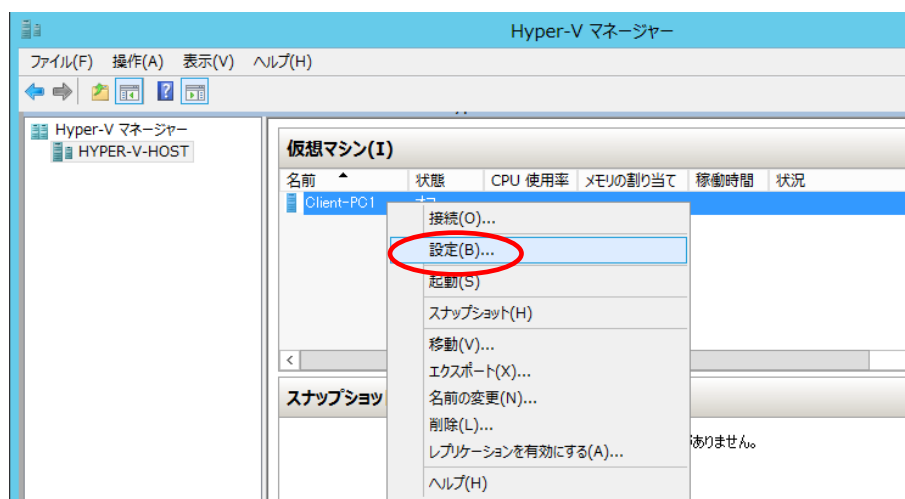 Hyper-V マネージャー
ファイル(F) 操作(A) 表示(V) ヘルプ(H)
Hyper-V マネージャー
HYPER-V-HOST
仮想マシン(I)
名前 状態 CPU 使用率 メモリの割り当て 稼働時間 状況
Client-PC1
接続(O)...
設定(B)...
起動(S)
スナップショット(H)
移動(V)...
エクスポート(X)...
名前の変更(N)...
削除(L)...
レプリケーションを有効にする(A)...
ヘルプ(H)
スナップショッ
がありません。